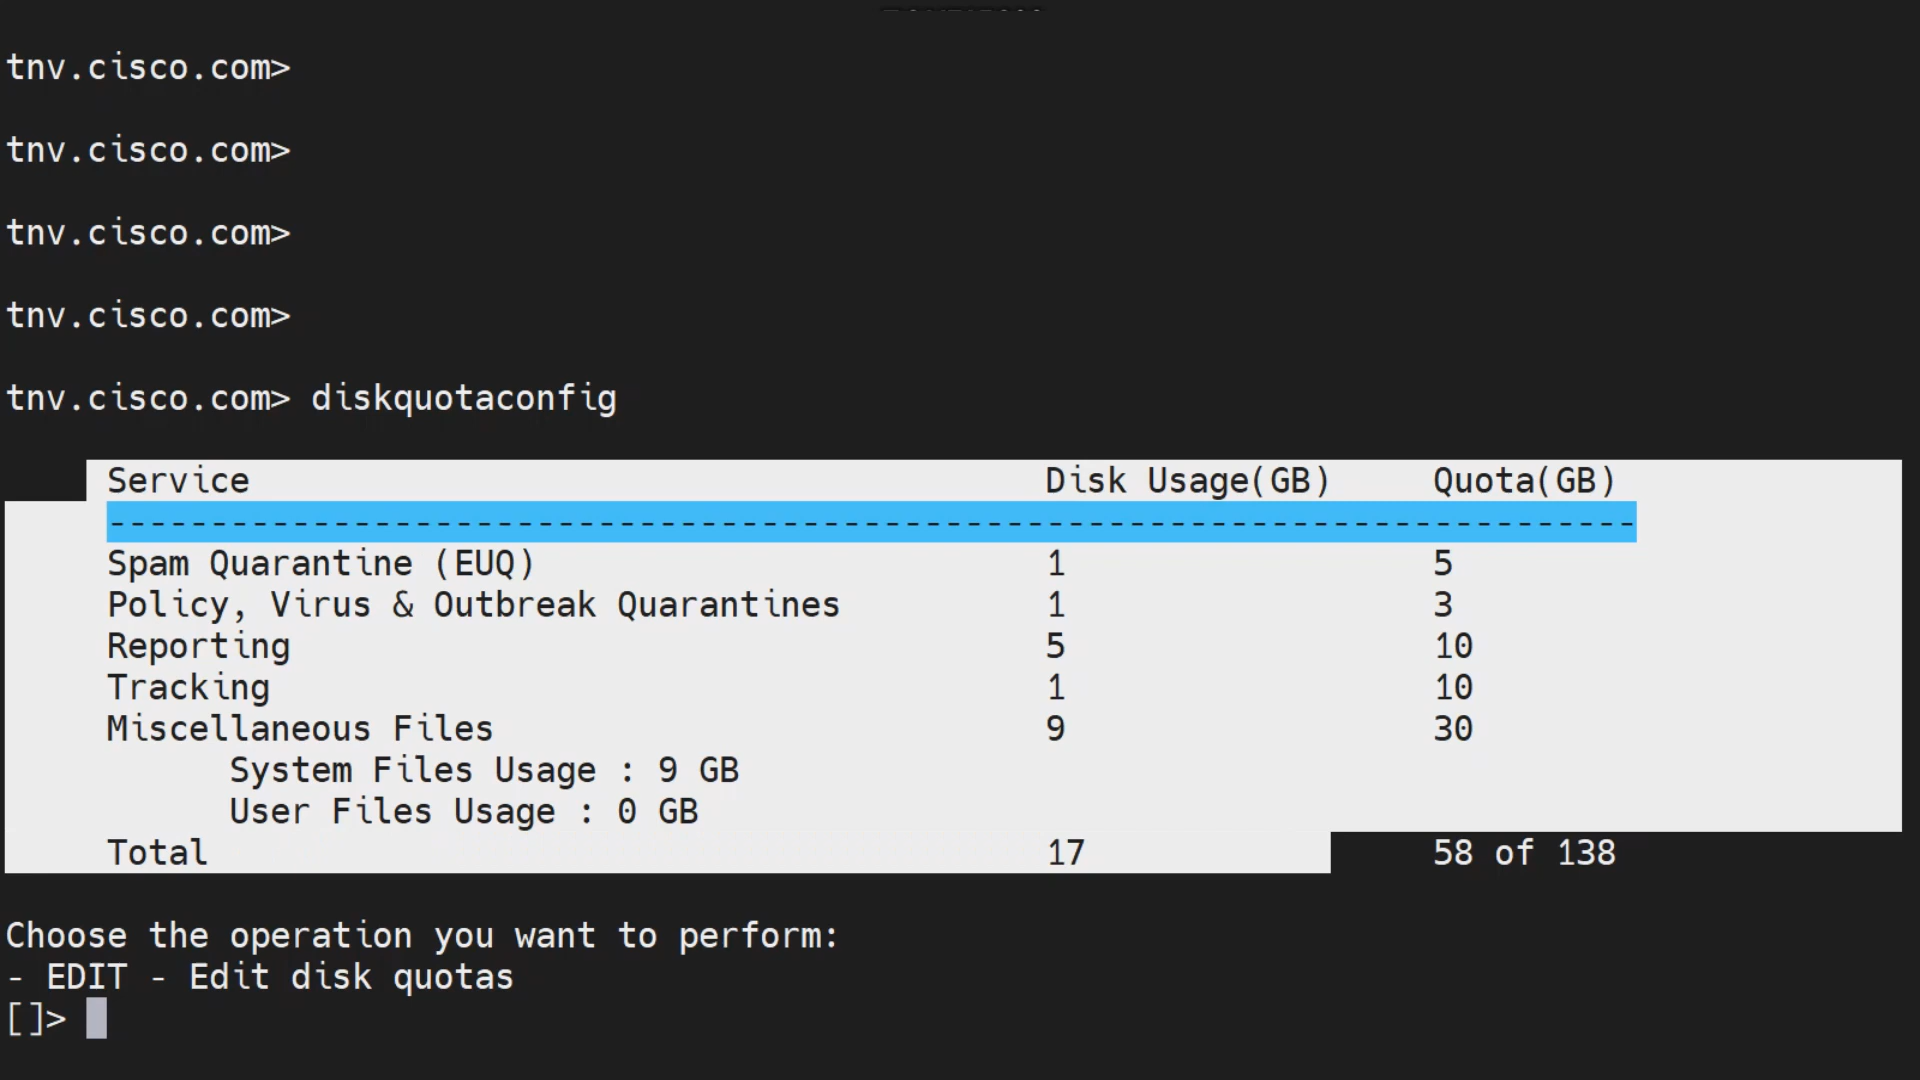 tnv.cisco.com>
tnv.cisco.com>
tnv.cisco.com>
tnv.cisco.com>
tnv.cisco.com> diskquotaconfig
Service Disk Usage(GB) Quota(GB)
---------------------------------------------------------------------------
Spam Quarantine (EUQ) 1 5
Policy, Virus & Outbreak Quarantines 1 3
Reporting 5 10
Tracking 1 10
Miscellaneous Files 9 30
System Files Usage : 9 GB
User Files Usage : 0 GB
Total 17 58 of 138
Choose the operation you want to perform:
- EDIT - Edit disk quotas
[]>